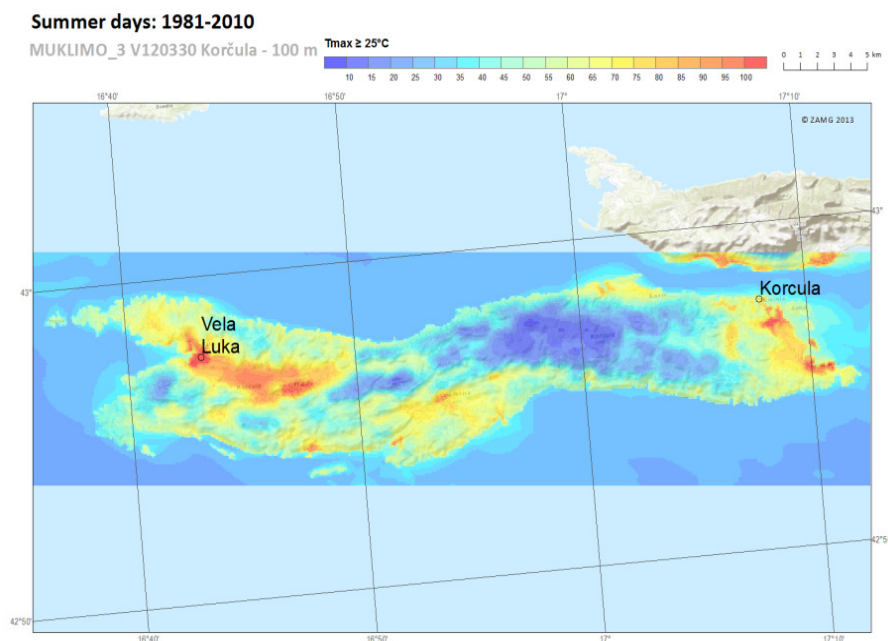 Summer days: 1981-2010
MUKLIMO_3 V120330 Korčula - 100 m
Tmax ≥ 25°C
10 15 20 25 30 35 40 45 50 55 60 65 70 75 80 85 90 95 100
0 1 2 3 4 5 km
16°40' 16°50' 17° 17°10'
© ZAMG 2013
43°
43°
Korcula
Vela
Luka
42°5
42°50'
16°40' 16°50' 17° 17°10'